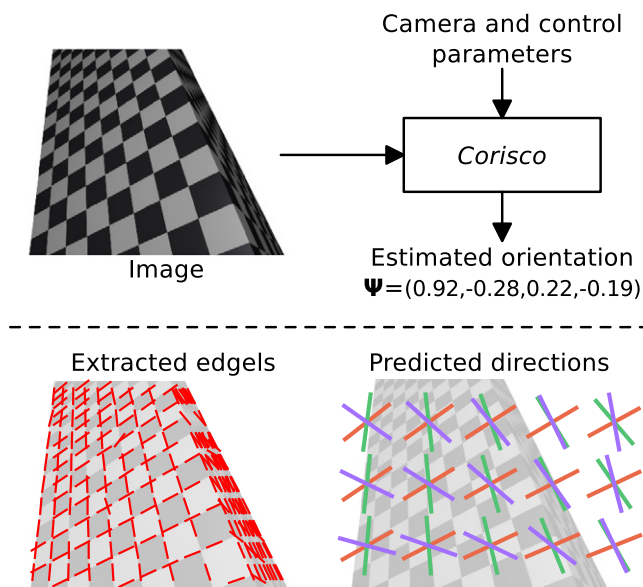 Camera and control
parameters
Corisco
Image
Estimated orientation
Ψ=(0.92,-0.28,0.22,-0.19)
Extracted edgels
Predicted directions